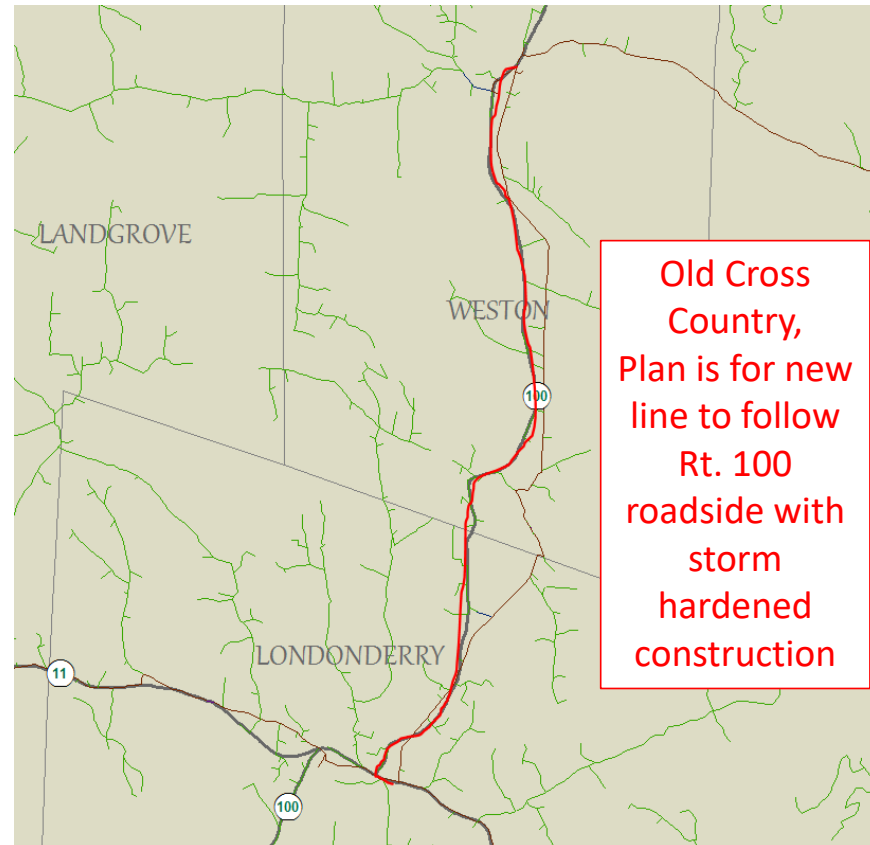 LANDGROVE
WESTON
100
Old Cross
Country,
Plan is for new
line to follow
Rt. 100
roadside with
storm
hardened
construction
LONDONDERRY
11
100